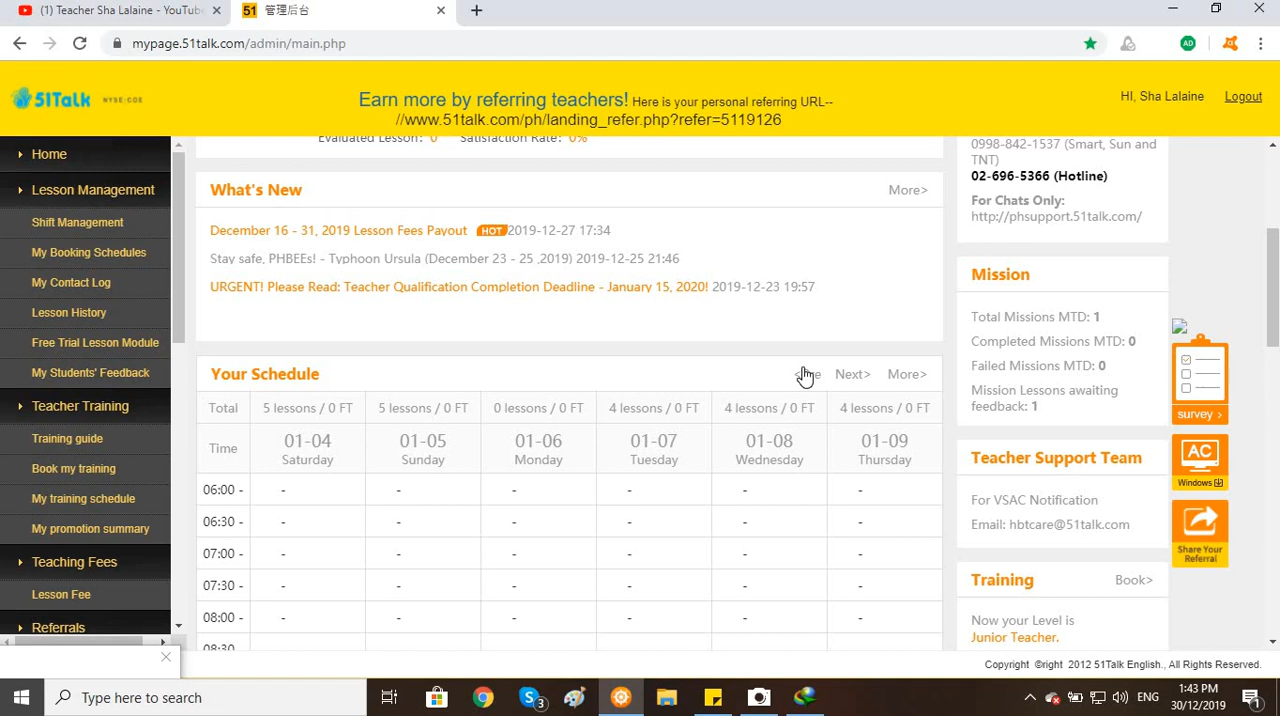 (1) Teacher Sha Lalaine - YouTube
51 管理后台
mypage.51talk.com/admin/main.php
AD
51Talk NYSE:COE
Earn more by referring teachers! Here is your personal referring URL--
//www.51talk.com/ph/landing_refer.php?refer=5119126
HI, Sha Lalaine Logout
Home
Lesson Management
Shift Management
My Booking Schedules
My Contact Log
Lesson History
Free Trial Lesson Module
My Students' Feedback
Teacher Training
Training guide
Book my training
My training schedule
My promotion summary
Teaching Fees
Lesson Fee
Referrals
Evaluated Lesson: 0 Satisfaction Rate: 0%
What's New More>
December 16 - 31, 2019 Lesson Fees Payout HOT 2019-12-27 17:34
Stay safe, PHBEEs! - Typhoon Ursula (December 23 - 25 ,2019) 2019-12-25 21:46
URGENT! Please Read: Teacher Qualification Completion Deadline - January 15, 2020! 2019-12-23 19:57
Your Schedule Next> More>
Total 5 lessons / 0 FT 5 lessons / 0 FT 0 lessons / 0 FT 4 lessons / 0 FT 4 lessons / 0 FT 4 lessons / 0 FT
Time 01-04 01-05 01-06 01-07 01-08 01-09
Saturday Sunday Monday Tuesday Wednesday Thursday
06:00 - - - - - - -
06:30 - - - - - - -
07:00 - - - - - - -
07:30 - - - - - - -
08:00 - - - - - - -
08:30
0998-842-1537 (Smart, Sun and
TNT)
02-696-5366 (Hotline)
For Chats Only:
http://phsupport.51talk.com/
Mission
Total Missions MTD: 1
Completed Missions MTD: 0
Failed Missions MTD: 0
Mission Lessons awaiting
feedback: 1
Teacher Support Team
For VSAC Notification
Email: hbtcare@51talk.com
Training Book>
Now your Level is
Junior Teacher.
survey >
AC
Windows
Share Your
Referral
Copyright ©right 2012 51Talk English., All Rights Reserved.
Type here to search
3
ENG
1:43 PM
30/12/2019
1